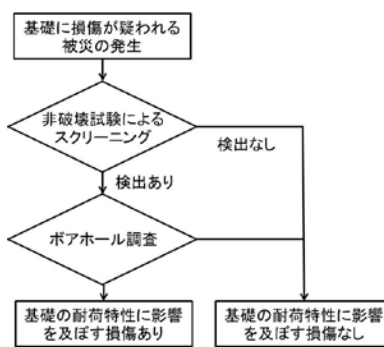 基礎に損傷が疑われる
被災の発生
非破壊試験による
スクリーニング
検出なし
検出あり
ボアホール調査
基礎の耐荷特性に影響
を及ぼす損傷あり
基礎の耐荷特性に影響
を及ぼす損傷なし